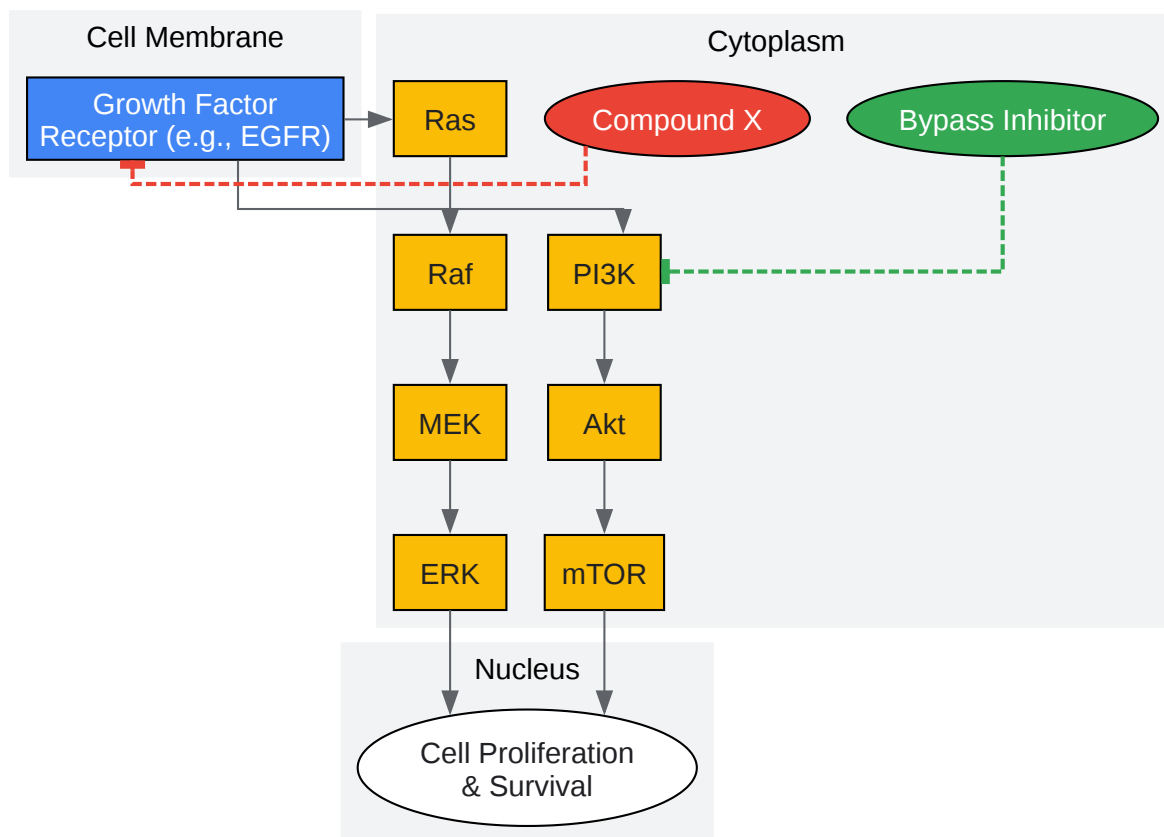 Cell Membrane
Cytoplasm
Growth Factor
Receptor (e.g., EGFR)
Ras
Compound X
Bypass Inhibitor
Raf
PI3K
MEK
Akt
ERK
mTOR
Nucleus
Cell Proliferation
& Survival